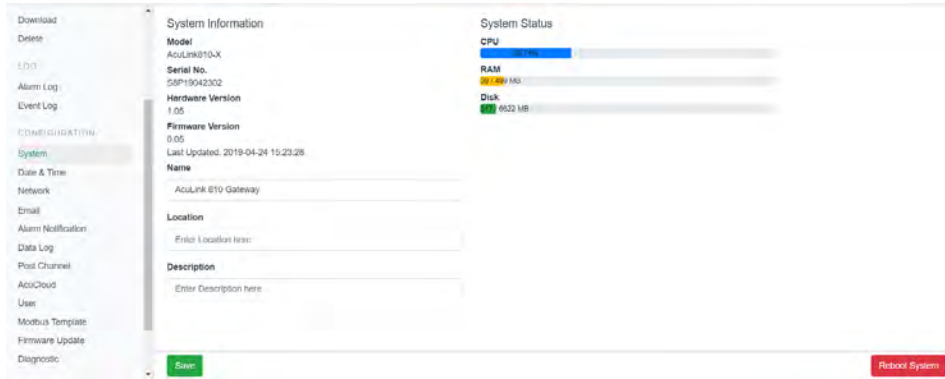 Download
Delete
LOG
Alarm Log
Event Log
CONFIGURATION
System
Date & Time
Network
Email
Alarm Notification
Data Log
Post Channel
AcuCloud
User
Modbus Template
Firmware Update
Diagnostic
System Information
Model
AcuLink810-X
Serial No.
S8P19042302
Hardware Version
1.05
Firmware Version
0.05
Last Updated. 2019-04-24 15:23:28
Name
AcuLink 810 Gateway
Location
Enter Location here
Description
Enter Description here
Save
System Status
CPU
RAM
499 MB
Disk
6622 MB
Reboot System